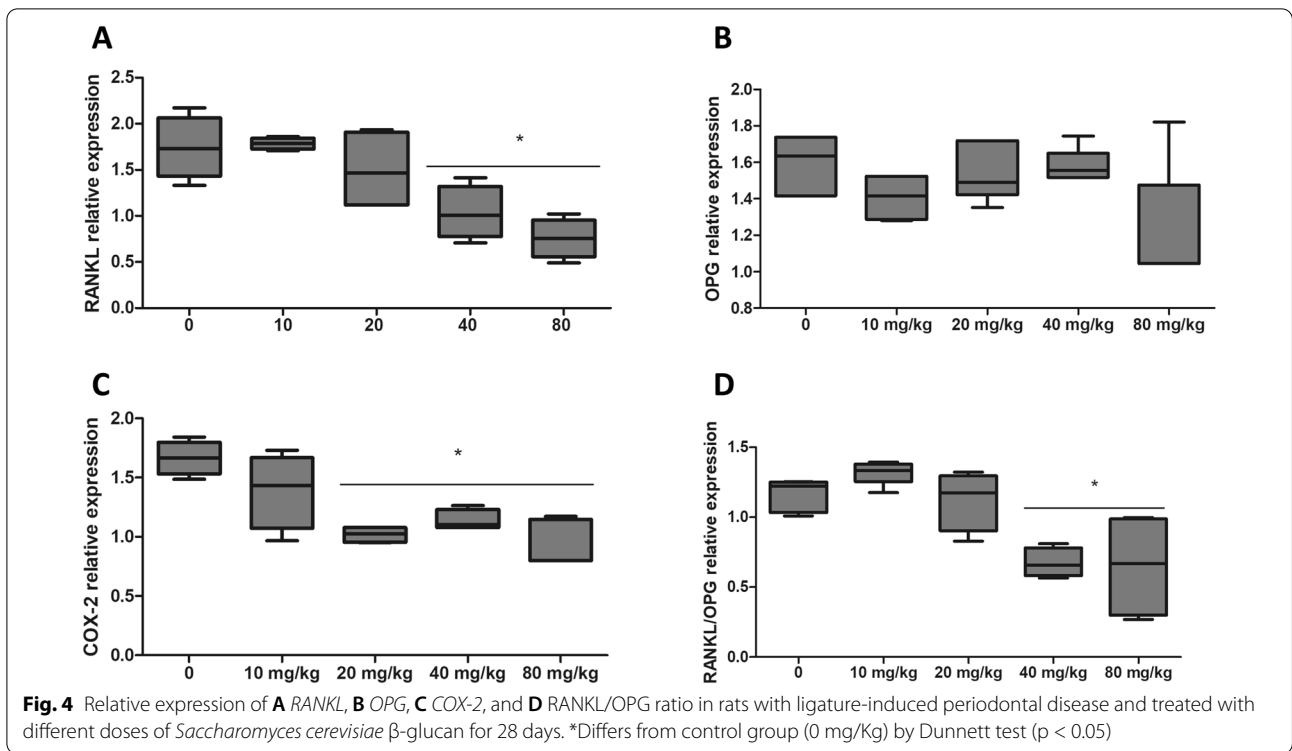 A
RANKL relative expression
2.5
2.0
1.5
1.0
0.5
0.0
*
0 10 20 40 80
B
OPG relative expression
2.0
1.8
1.6
1.4
1.2
1.0
0.8
0 10 mg/kg 20 mg/kg 40 mg/kg 80 mg/kg
C
COX-2 relative expression
2.0
1.5
1.0
0.5
0.0
*
0 10 mg/kg 20 mg/kg 40 mg/kg 80 mg/kg
D
RANKL/OPG relative expression
1.5
1.0
0.5
0.0
*
0 10 mg/kg 20 mg/kg 40 mg/kg 80 mg/kg
Fig. 4 Relative expression of A RANKL, B OPG, C COX-2, and D RANKL/OPG ratio in rats with ligature-induced periodontal disease and treated with
different doses of Saccharomyces cerevisiae β-glucan for 28 days. *Differs from control group (0 mg/Kg) by Dunnett test (p < 0.05)